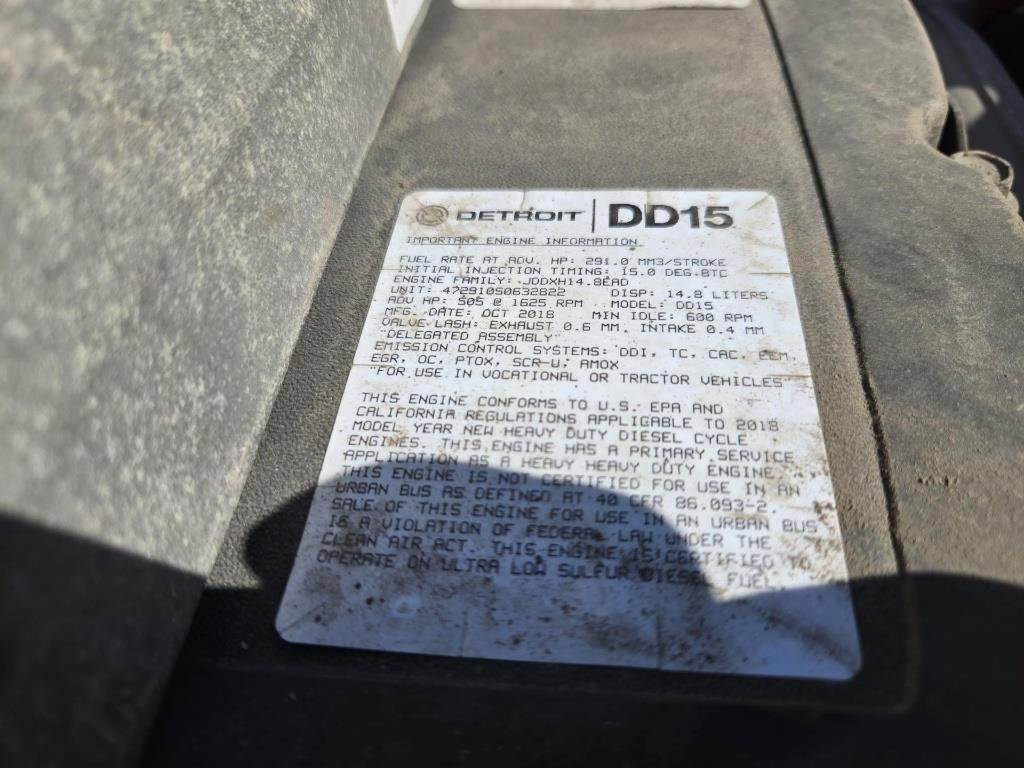 DETROIT | DD15
IMPORTANT ENGINE INFORMATION
FUEL RATE AT ADV. HP: 291.0 MM3/STROKE
INITIAL INJECTION TIMING: 15.0 DEG.BTC
ENGINE FAMILY: JDDXH14.8EAD
UNIT: 472910S0632822 DISP: 14.8 LITERS
ADV HP: 505 @ 1625 RPM MODEL: DD15
MFG. DATE: OCT 2018 MIN IDLE: 600 RPM
VALVE LASH: EXHAUST 0.6 MM. INTAKE 0.4 MM
"DELEGATED ASSEMBLY"
EMISSION CONTROL SYSTEMS: DDI, TC, CAC, ECM,
EGR, OC, PTOX, SCR-U, AMOX
"FOR USE IN VOCATIONAL OR TRACTOR VEHICLES"
THIS ENGINE CONFORMS TO U.S. EPA AND
CALIFORNIA REGULATIONS APPLICABLE TO 2018
MODEL YEAR NEW HEAVY DUTY DIESEL CYCLE
ENGINES. THIS ENGINE HAS A PRIMARY SERVICE
APPLICATION AS A HEAVY HEAVY DUTY ENGINE.
THIS ENGINE IS NOT CERTIFIED FOR USE IN AN
URBAN BUS AS DEFINED AT 40 CFR 86.093-2.
SALE OF THIS ENGINE FOR USE IN AN URBAN BUS
IS A VIOLATION OF FEDERAL LAW UNDER THE
CLEAN AIR ACT. THIS ENGINE IS CERTIFIED TO
OPERATE ON ULTRA LOW SULFUR DIESEL FUEL.